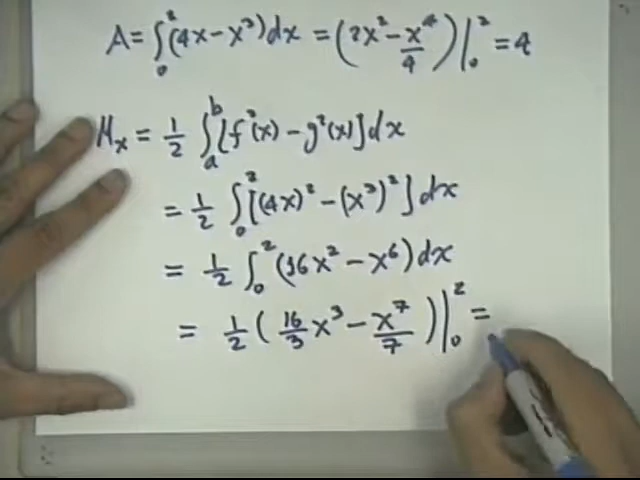 A = ∫₀² (4x − x³) dx = (2x² − x⁴/4) |₀² = 4
Mₓ = 1/2 ∫ₐᵇ [f²(x) − g²(x)] dx
= 1/2 ∫₀² [(4x)² − (x³)²] dx
= 1/2 ∫₀² (16x² − x⁶) dx
= 1/2 (16/3 x³ − x⁷/7) |₀² =